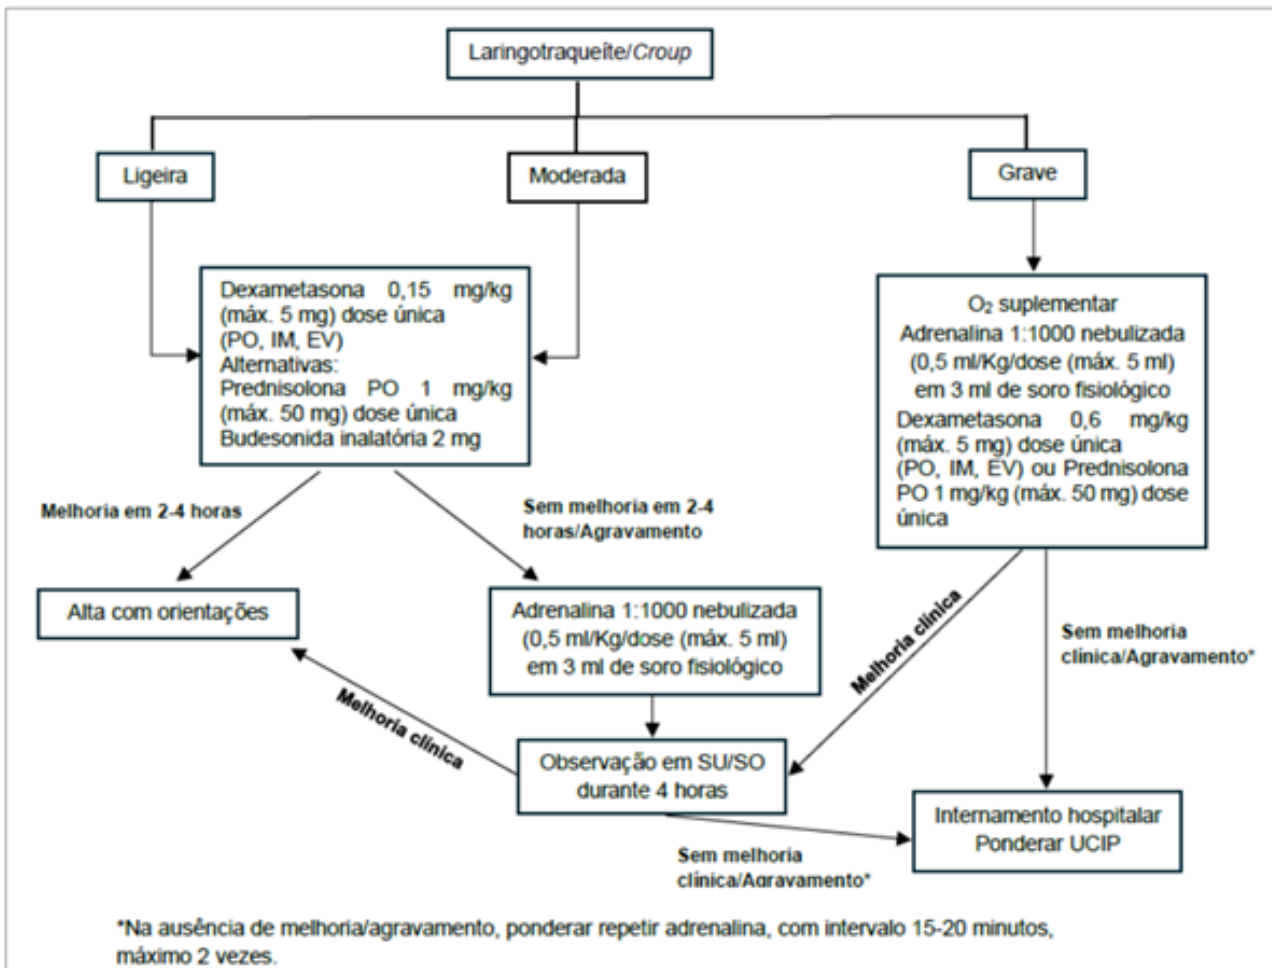 Laringotraqueíte/Croup
Ligeira
Moderada
Grave
Dexametasona 0,15 mg/kg
(máx. 5 mg) dose única
(PO, IM, EV)
Alternativas:
Prednisolona PO 1 mg/kg
(máx. 50 mg) dose única
Budesonida inalatória 2 mg
O₂ suplementar
Adrenalina 1:1000 nebulizada
(0,5 ml/Kg/dose (máx. 5 ml)
em 3 ml de soro fisiológico
Dexametasona 0,6 mg/kg
(máx. 5 mg) dose única
(PO, IM, EV) ou Prednisolona
PO 1 mg/kg (máx. 50 mg) dose
única
Melhoria em 2-4 horas
Sem melhoria em 2-4
horas/Agravamento
Alta com orientações
Adrenalina 1:1000 nebulizada
(0,5 ml/Kg/dose (máx. 5 ml)
em 3 ml de soro fisiológico
Melhoria clínica
Sem melhoria
clínica/Agravamento*
Melhoria clínica
Observação em SU/SO
durante 4 horas
Internamento hospitalar
Ponderar UCIP
Sem melhoria
clínica/Agravamento*
*Na ausência de melhoria/agravamento, ponderar repetir adrenalina, com intervalo 15-20 minutos,
máximo 2 vezes.